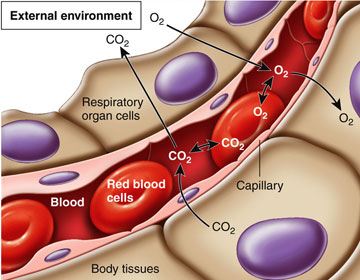 External environment
O2
CO2
Respiratory
organ cells
O2
O2
O2
CO2
CO2
Red blood
cells
Blood
Capillary
CO2
Body tissues